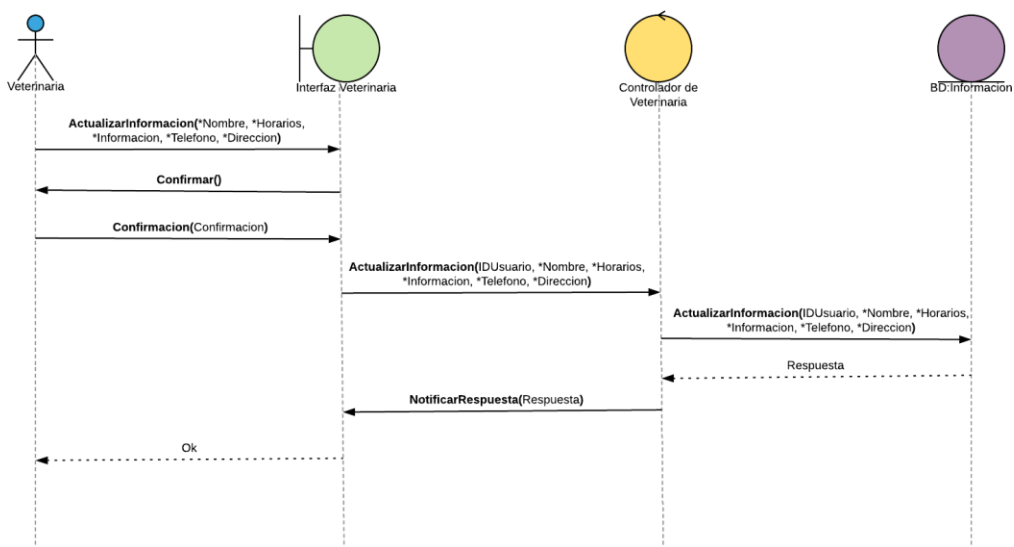 Veterinaria
Interfaz Veterinaria
Controlador de
Veterinaria
BD:Informacion
ActualizarInformacion(*Nombre, *Horarios,
*Informacion, *Telefono, *Direccion)
Confirmar()
Confirmacion(Confirmacion)
ActualizarInformacion(IDUsuario, *Nombre, *Horarios,
*Informacion, *Telefono, *Direccion)
ActualizarInformacion(IDUsuario, *Nombre, *Horarios,
*Informacion, *Telefono, *Direccion)
Respuesta
NotificarRespuesta(Respuesta)
Ok